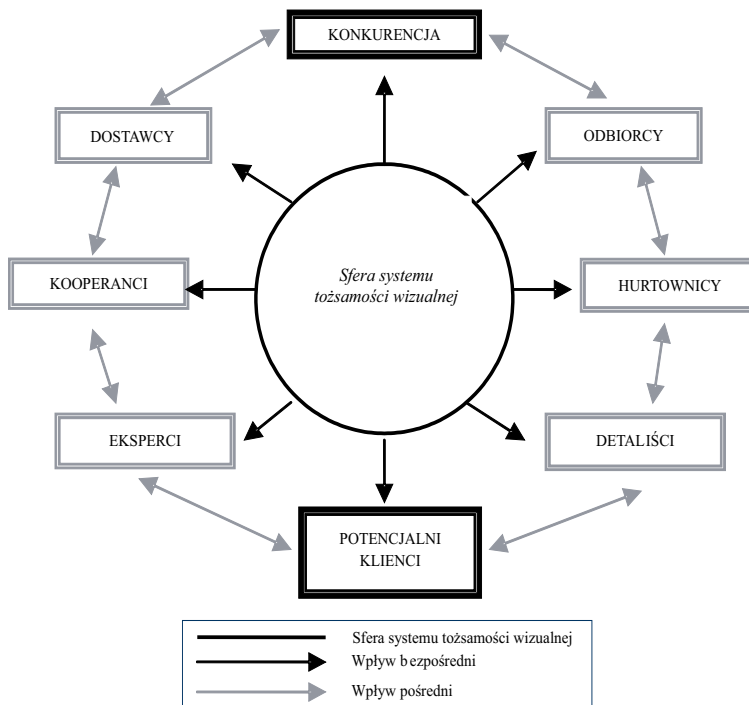 KONKURENCJA
DOSTAWCY
ODBIORCY
Sfera systemu
tożsamości wizualnej
KOOPERANCI
HURTOWNICY
EKSPERCI
DETALIŚCI
POTENCJALNI
KLIENCI
Sfera systemu tożsamości wizualnej
Wpływ b ezpośredni
Wpływ pośredni